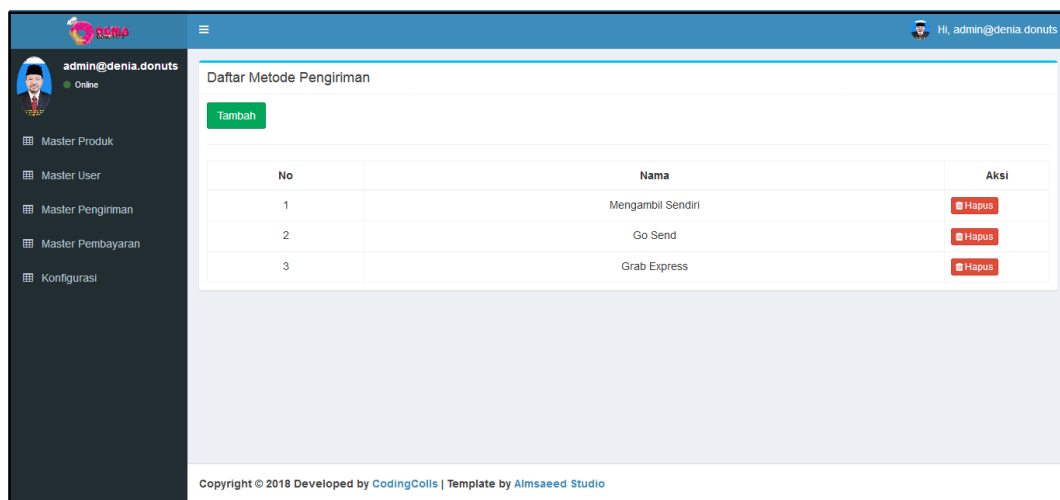 DENIA
Hi, admin@denia.donuts
admin@denia.donuts
Online
Master Produk
Master User
Master Pengiriman
Master Pembayaran
Konfigurasi
Daftar Metode Pengiriman
Tambah
No Nama Aksi
1 Mengambil Sendiri Hapus
2 Go Send Hapus
3 Grab Express Hapus
Copyright © 2018 Developed by CodingColls | Template by Almsaeed Studio